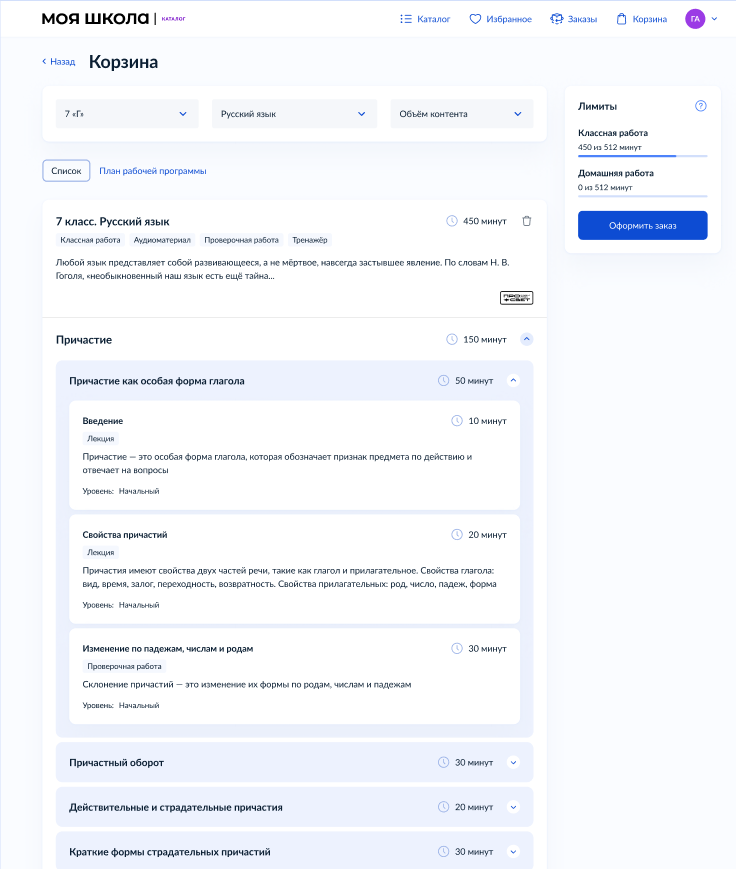 МОЯ ШКОЛА | КАТАЛОГ
Каталог
Избранное
Заказы
Корзина
ГА
Назад
Корзина
7 «Г»
Русский язык
Объём контента
Список
План рабочей программы
7 класс. Русский язык
450 минут
Классная работа
Аудиоматериал
Проверочная работа
Тренажёр
Любой язык представляет собой развивающееся, а не мёртвое, навсегда застывшее явление. По словам Н. В.
Гоголя, «необыкновенный наш язык есть ещё тайна...
Причастие
150 минут
Причастие как особая форма глагола
50 минут
Введение
10 минут
Лекция
Причастие — это особая форма глагола, которая обозначает признак предмета по действию и
отвечает на вопросы
Уровень: Начальный
Свойства причастий
20 минут
Лекция
Причастия имеют свойства двух частей речи, такие как глагол и прилагательное. Свойства глагола:
вид, время, залог, переходность, возвратность. Свойства прилагательных: род, число, падеж, форма
Уровень: Начальный
Изменение по падежам, числам и родам
30 минут
Проверочная работа
Склонение причастий — это изменение их формы по родам, числам и падежам
Уровень: Начальный
Причастный оборот
30 минут
Действительные и страдательные причастия
20 минут
Краткие формы страдательных причастий
30 минут
Лимиты
?
Классная работа
450 из 512 минут
Домашняя работа
0 из 512 минут
Оформить заказ